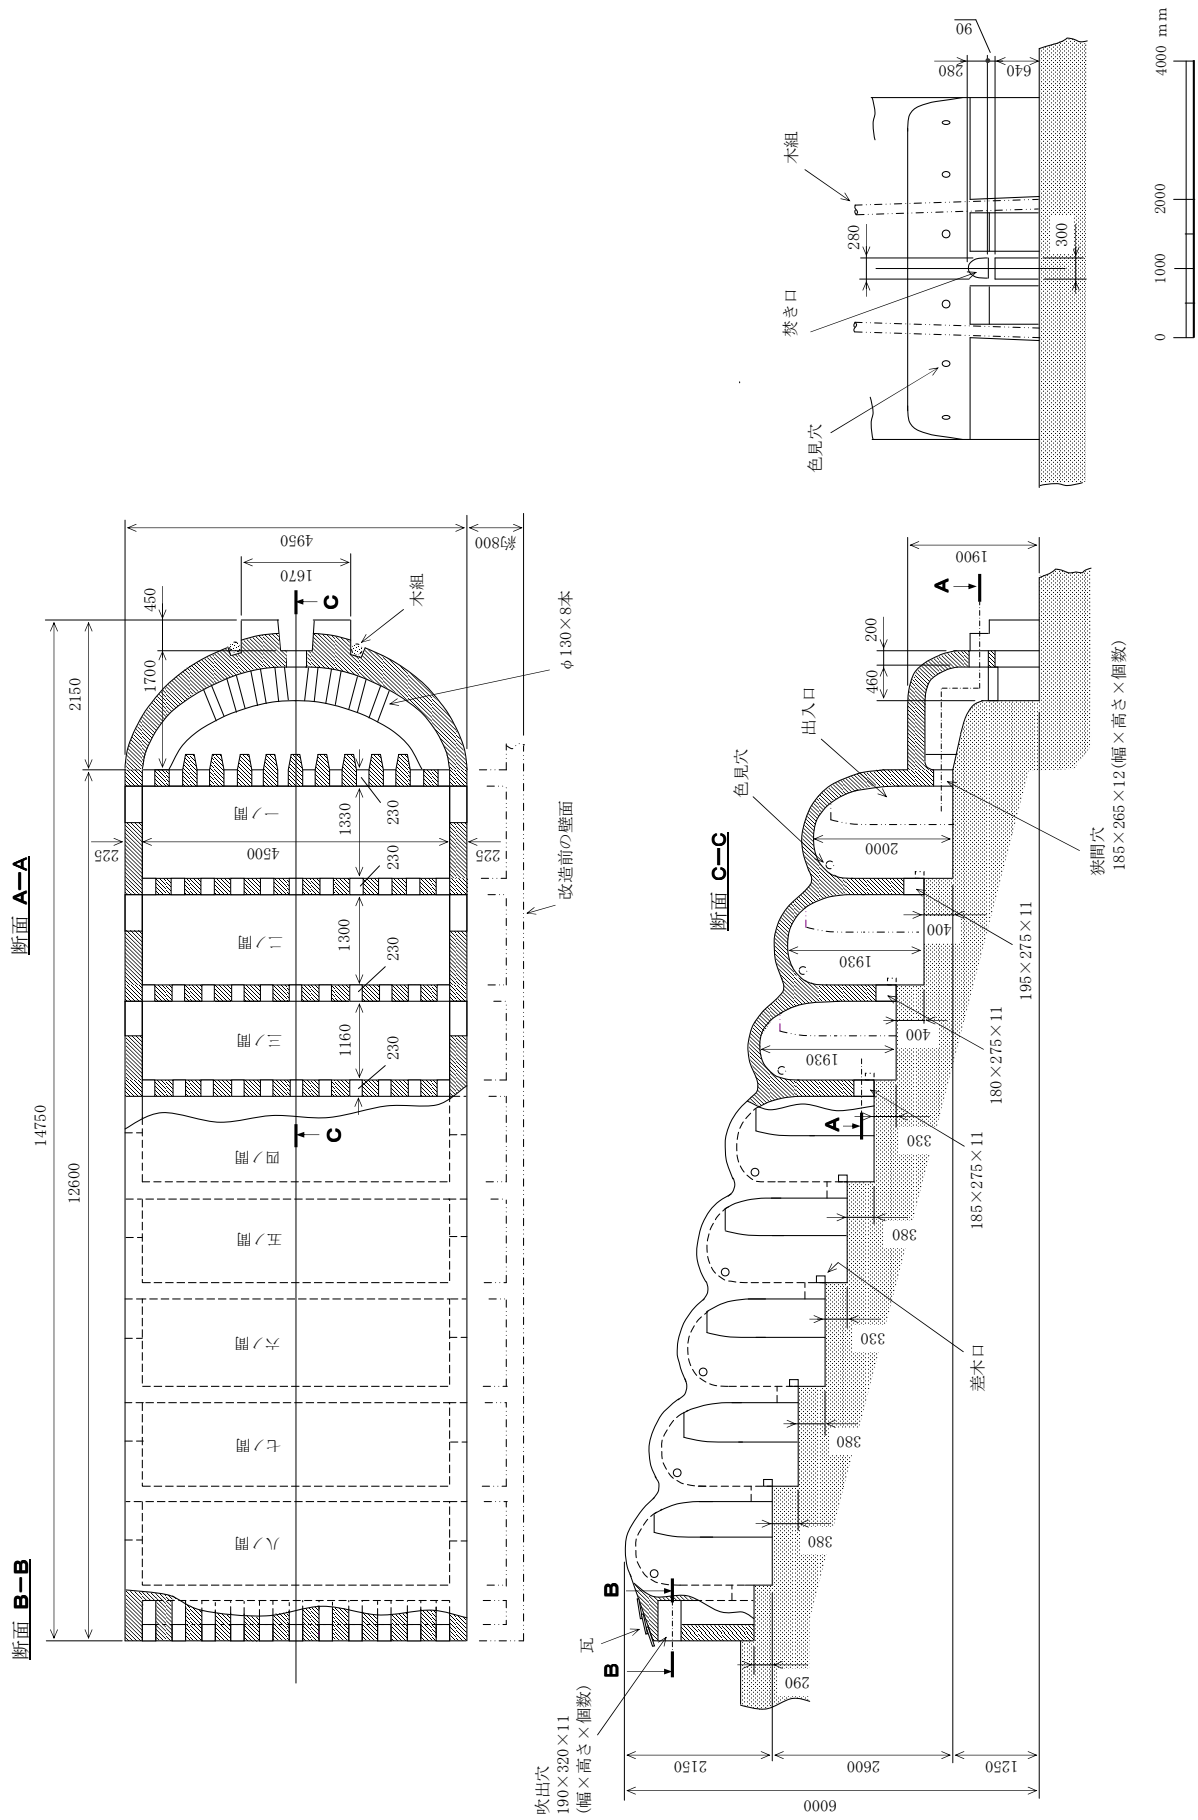 断面 A-A
断面 B-B
14750
12600
2150
1700
450
4950
1670
約800
C
C
木組
φ130×8本
225
4500
225
一ノ間
1330
230
230
二ノ間
1300
230
三ノ間
1160
230
四ノ間
五ノ間
六ノ間
七ノ間
八ノ間
改造前の壁面
断面 C-C
色見穴
出入口
460
200
1900
A
A
狭間穴
185×265×12(幅×高さ×個数)
2000
1930
1930
400
400
330
380
330
380
380
290
195×275×11
180×275×11
185×275×11
差木口
B
B
瓦
吹出穴
190×320×11
(幅×高さ×個数)
2150
2600
1250
6000
木組
焚き口
色見穴
280
300
280
90
640
0
1000
2000
4000 mm